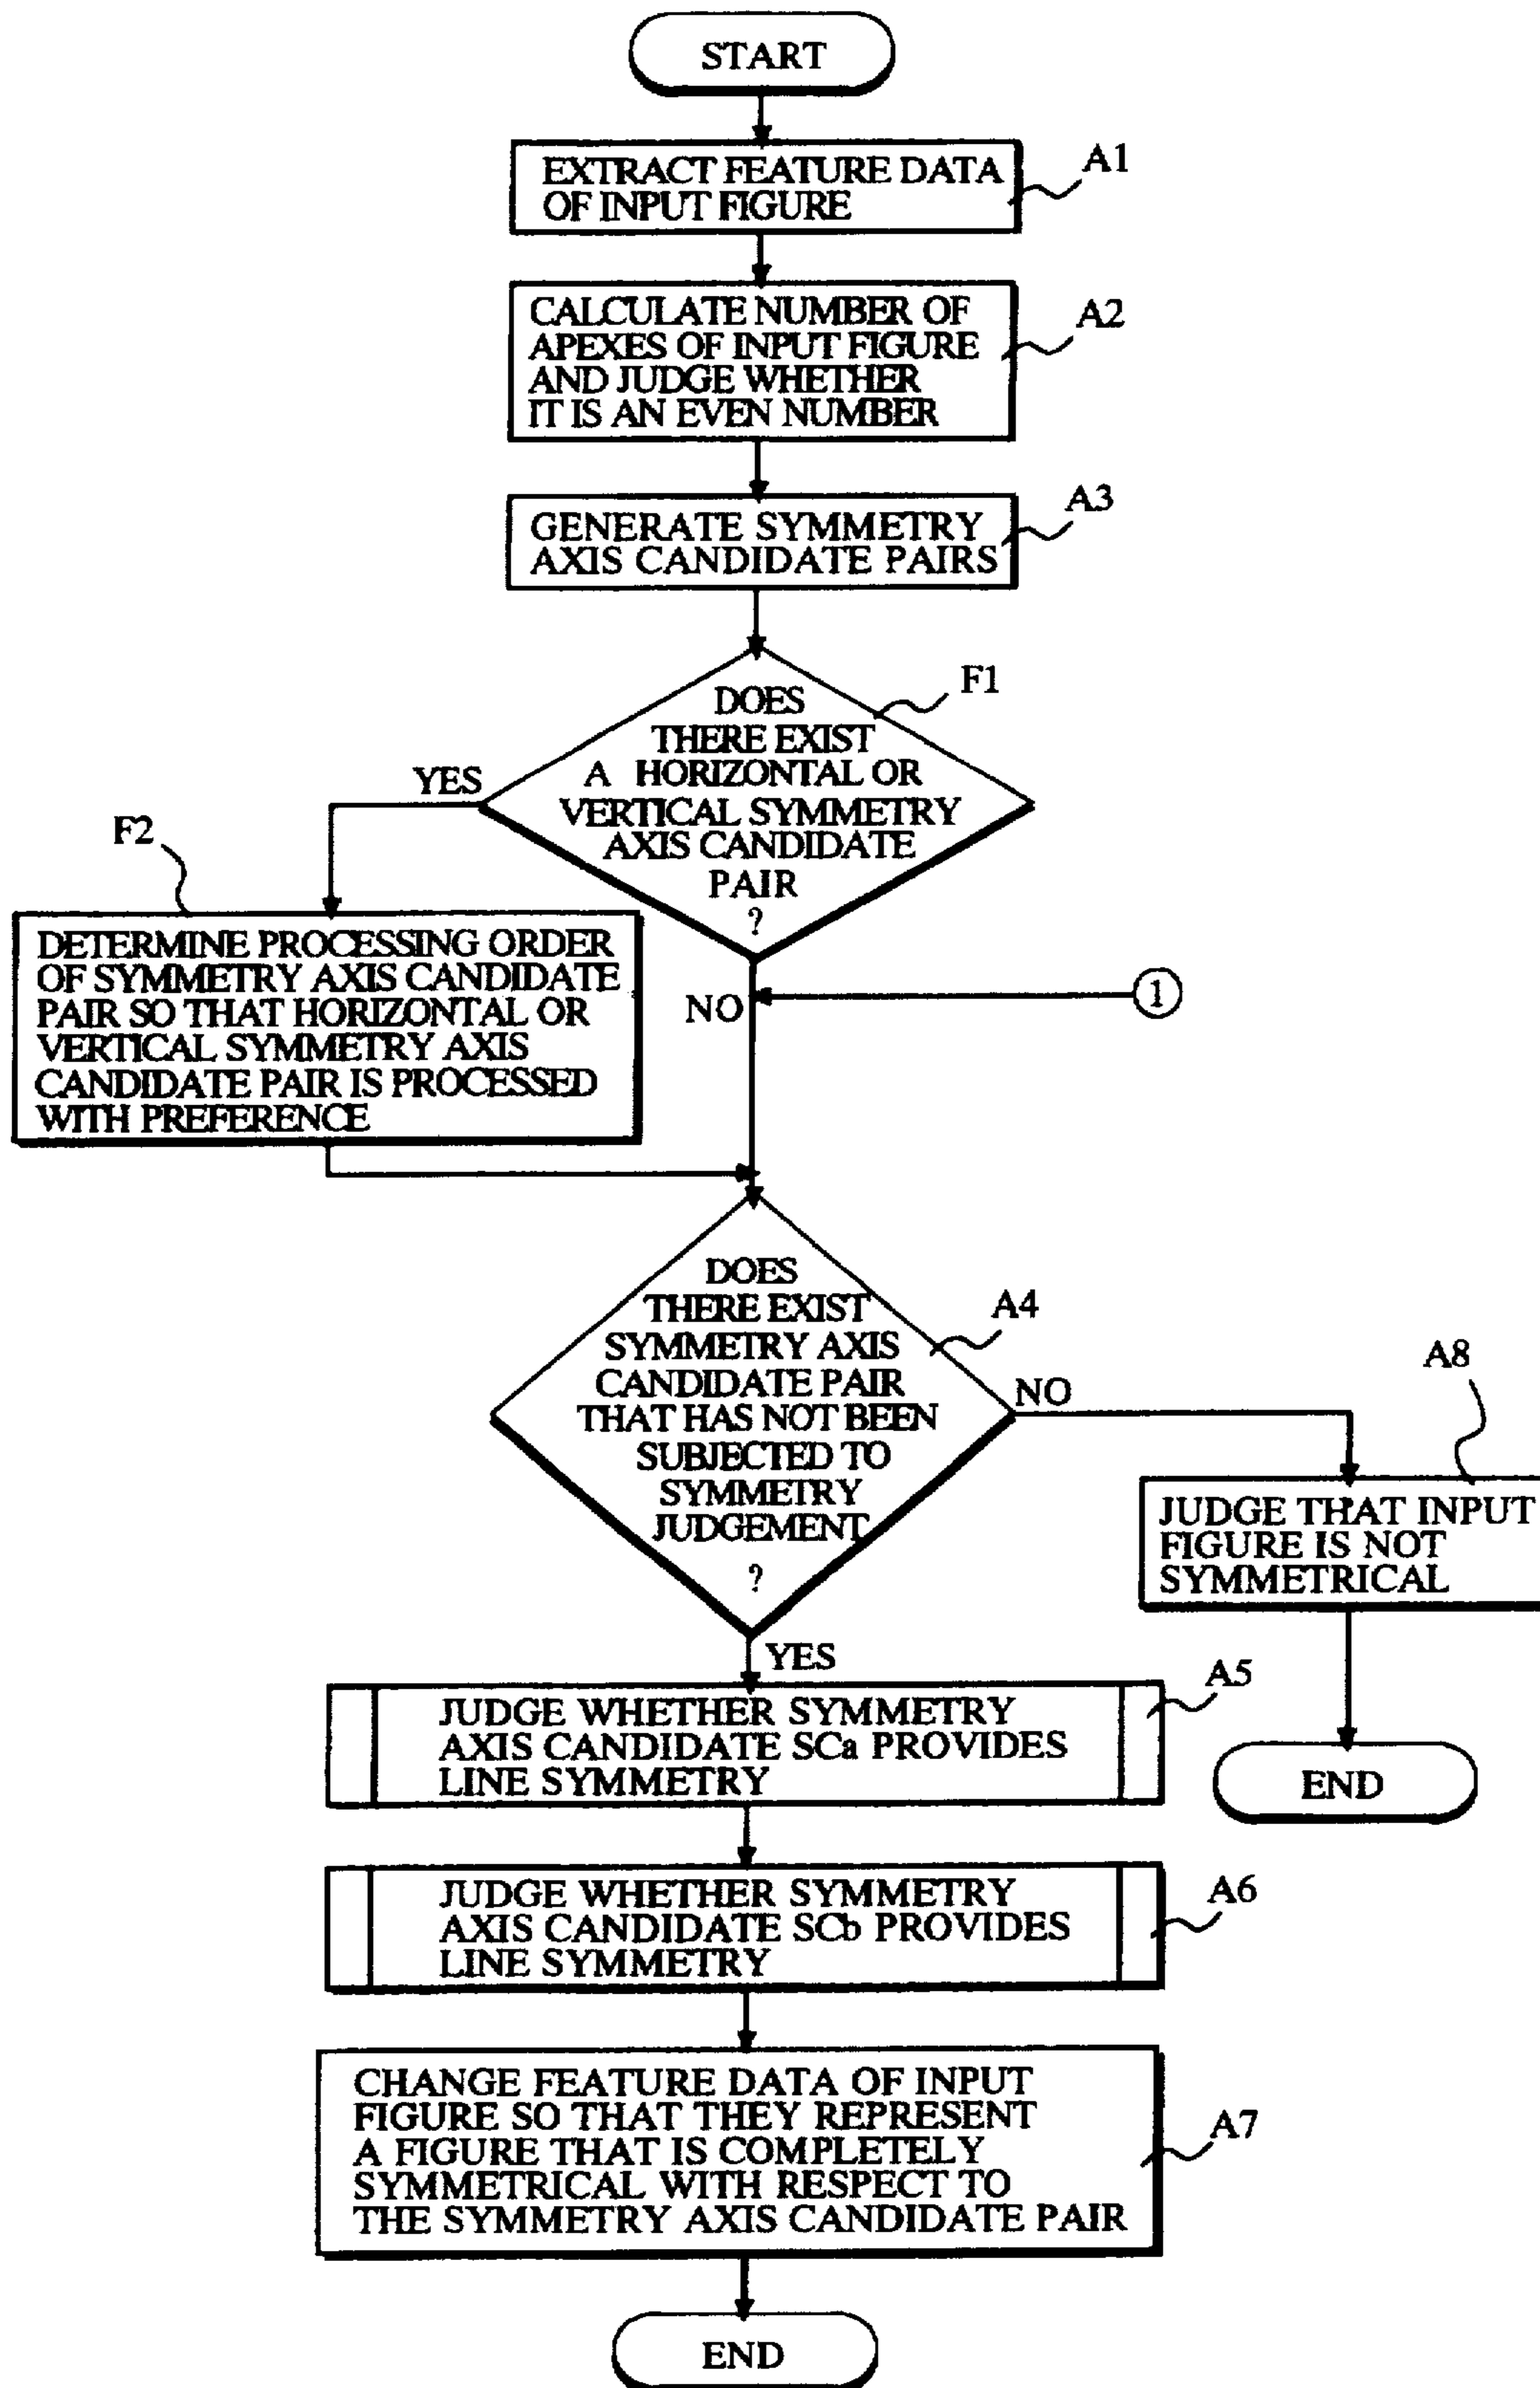 START
EXTRACT FEATURE DATA
OF INPUT FIGURE
A1
CALCULATE NUMBER OF
APEXES OF INPUT FIGURE
AND JUDGE WHETHER
IT IS AN EVEN NUMBER
A2
GENERATE SYMMETRY
AXIS CANDIDATE PAIRS
A3
DOES
THERE EXIST
A HORIZONTAL OR
VERTICAL SYMMETRY
AXIS CANDIDATE
PAIR
?
F1
YES
F2
DETERMINE PROCESSING ORDER
OF SYMMETRY AXIS CANDIDATE
PAIR SO THAT HORIZONTAL OR
VERTICAL SYMMETRY AXIS
CANDIDATE PAIR IS PROCESSED
WITH PREFERENCE
NO
1
DOES
THERE EXIST
SYMMETRY AXIS
CANDIDATE PAIR
THAT HAS NOT BEEN
SUBJECTED TO
SYMMETRY
JUDGEMENT
?
A4
NO
A8
JUDGE THAT INPUT
FIGURE IS NOT
SYMMETRICAL
END
YES
JUDGE WHETHER SYMMETRY
AXIS CANDIDATE SCa PROVIDES
LINE SYMMETRY
A5
JUDGE WHETHER SYMMETRY
AXIS CANDIDATE SCb PROVIDES
LINE SYMMETRY
A6
CHANGE FEATURE DATA OF INPUT
FIGURE SO THAT THEY REPRESENT
A FIGURE THAT IS COMPLETELY
SYMMETRICAL WITH RESPECT TO
THE SYMMETRY AXIS CANDIDATE PAIR
A7
END